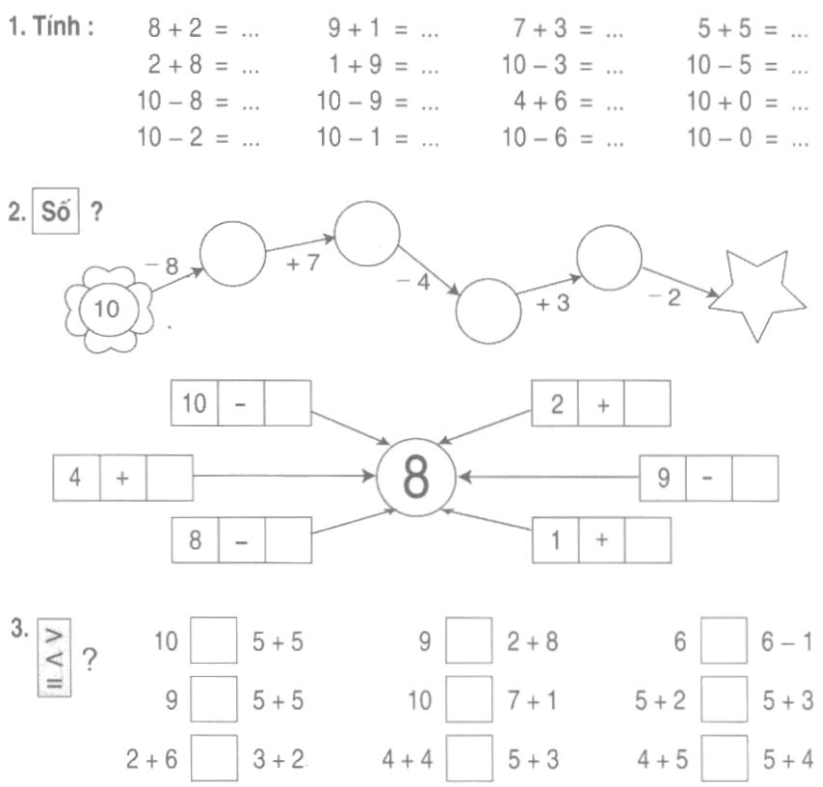 1. Tính : 8 + 2 = ... 9 + 1 = ... 7 + 3 = ... 5 + 5 = ...
2 + 8 = ... 1 + 9 = ... 10 – 3 = ... 10 – 5 = ...
10 – 8 = ... 10 – 9 = ... 4 + 6 = ... 10 + 0 = ...
10 – 2 = ... 10 – 1 = ... 10 – 6 = ... 10 – 0 = ...
2. Số ?
10 – 8 + 7 – 4 + 3 – 2
10 – 2 +
4 + 8 9 –
8 – 1 +
3. > < = ?
10 5 + 5 9 2 + 8 6 6 – 1
9 5 + 5 10 7 + 1 5 + 2 5 + 3
2 + 6 3 + 2 4 + 4 5 + 3 4 + 5 5 + 4